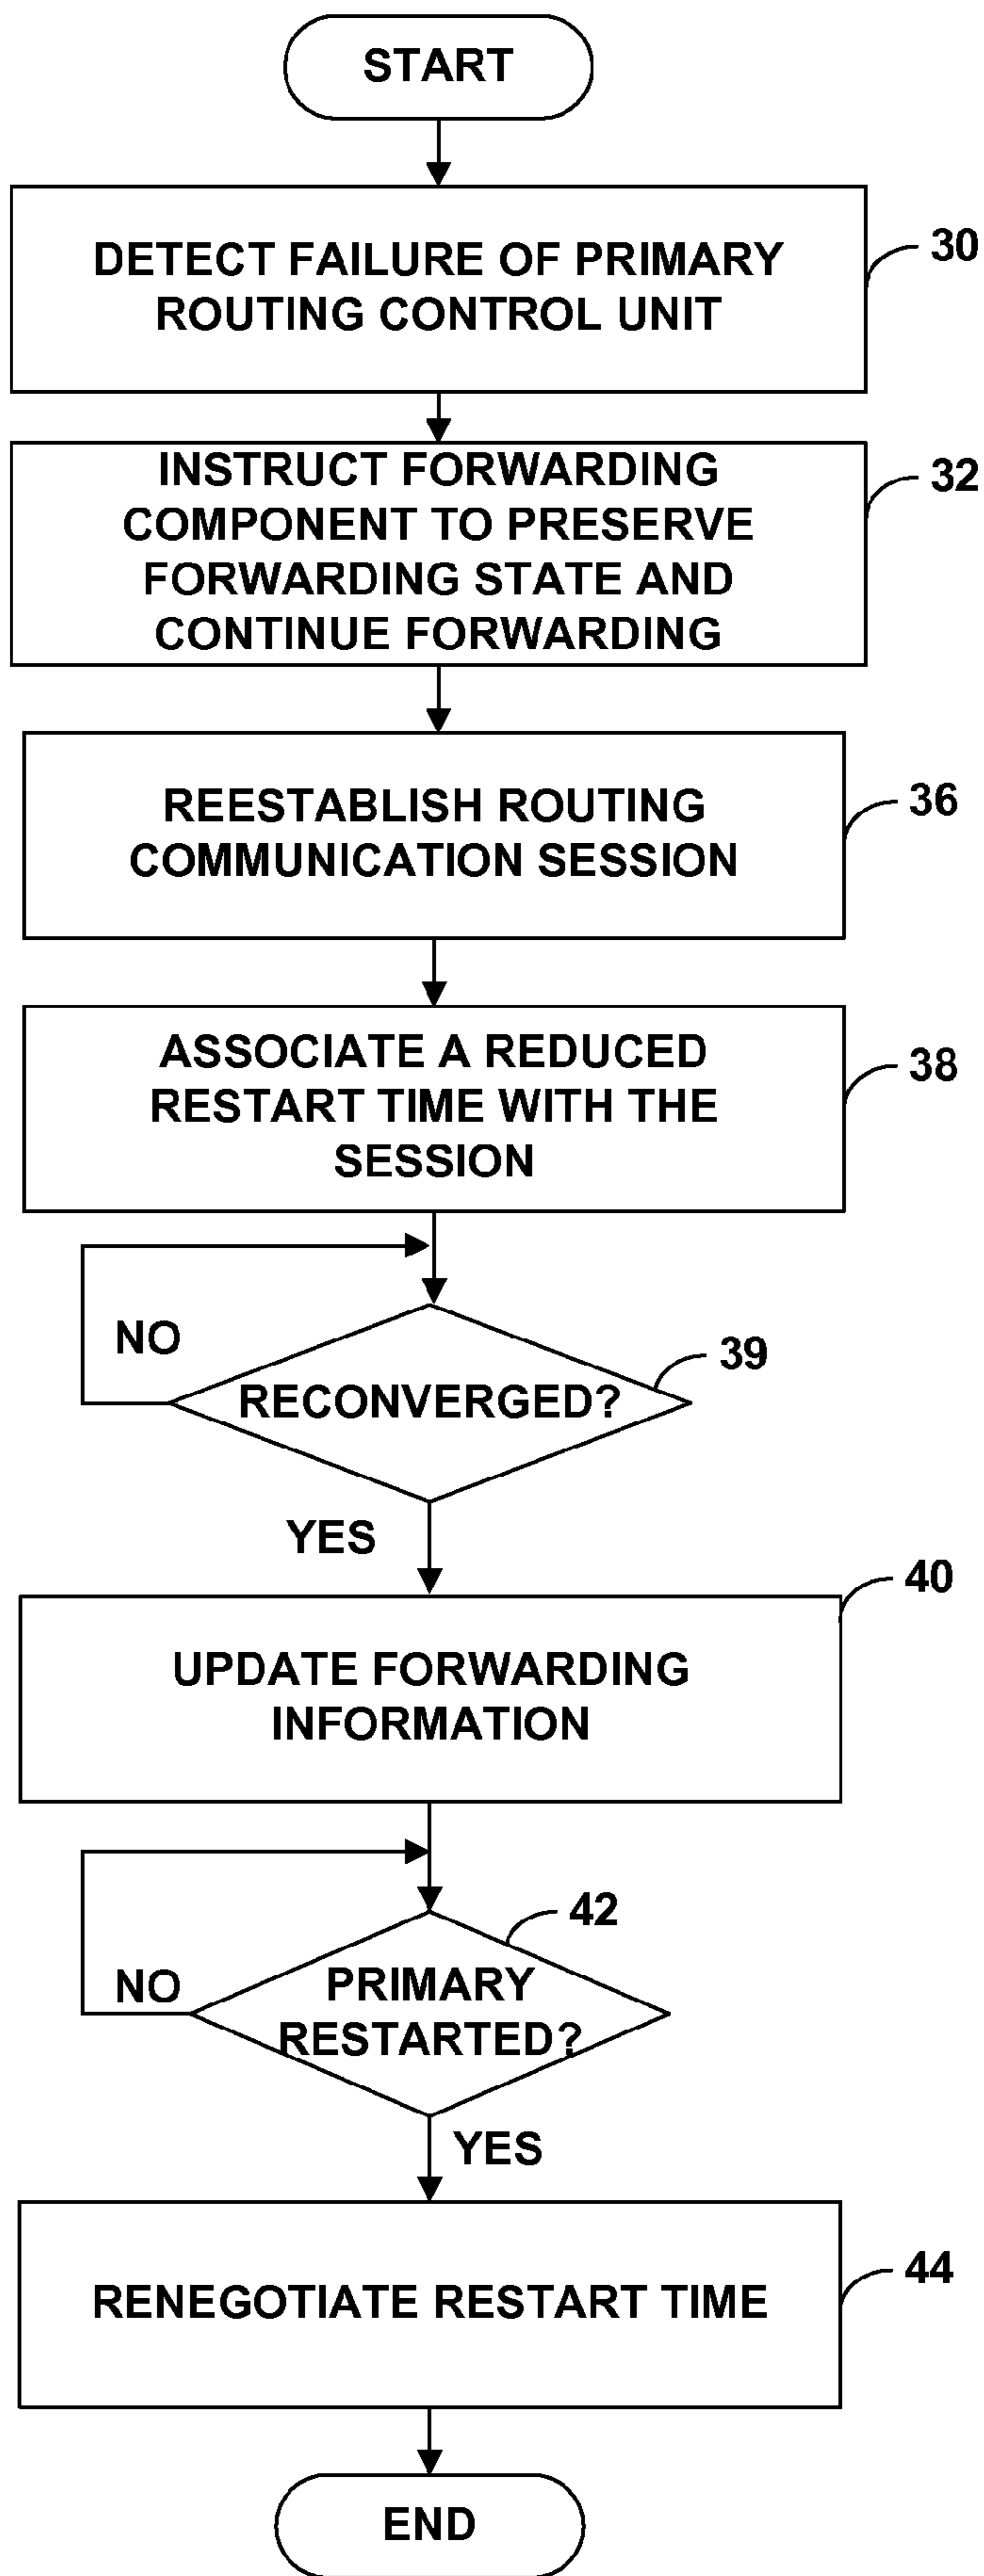 START
DETECT FAILURE OF PRIMARY
ROUTING CONTROL UNIT
30
INSTRUCT FORWARDING
COMPONENT TO PRESERVE
FORWARDING STATE AND
CONTINUE FORWARDING
32
REESTABLISH ROUTING
COMMUNICATION SESSION
36
ASSOCIATE A REDUCED
RESTART TIME WITH THE
SESSION
38
NO
RECONVERGED?
39
YES
UPDATE FORWARDING
INFORMATION
40
NO
PRIMARY
RESTARTED?
42
YES
RENEGOTIATE RESTART TIME
44
END